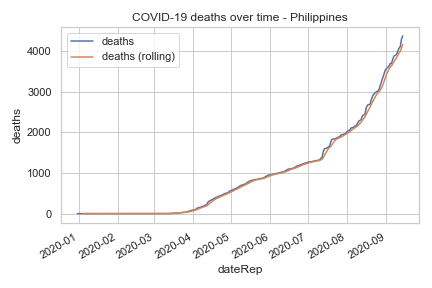 COVID-19 deaths over time - Philippines
deaths
deaths (rolling)
4000
3000
2000
1000
0
deaths
2020-01
2020-02
2020-03
2020-04
2020-05
2020-06
2020-07
2020-08
2020-09
dateRep